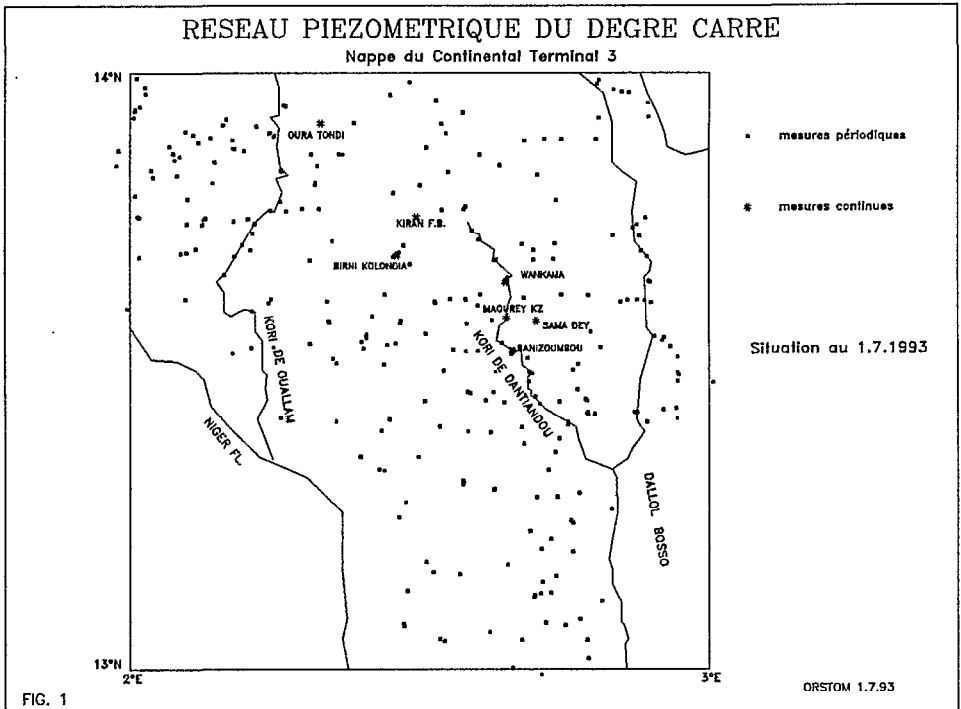 RESEAU PIEZOMETRIQUE DU DEGRE CARRE
Nappe du Continental Terminal 3
14°N
OURA TONDI
mesures périodiques
mesures continues
KIRAN F.B.
BIRNI KOLONDIA
WANKAMA
MAOUREY KZ
SAMA DEY
BANIZOUMBOU
KORI DE OUALLAM
KORI DE DANTIANDOU
Situation au 1.7.1993
NIGER FL.
DALLOL BOSSO
13°N
2°E
3°E
ORSTOM 1.7.93
FIG. 1